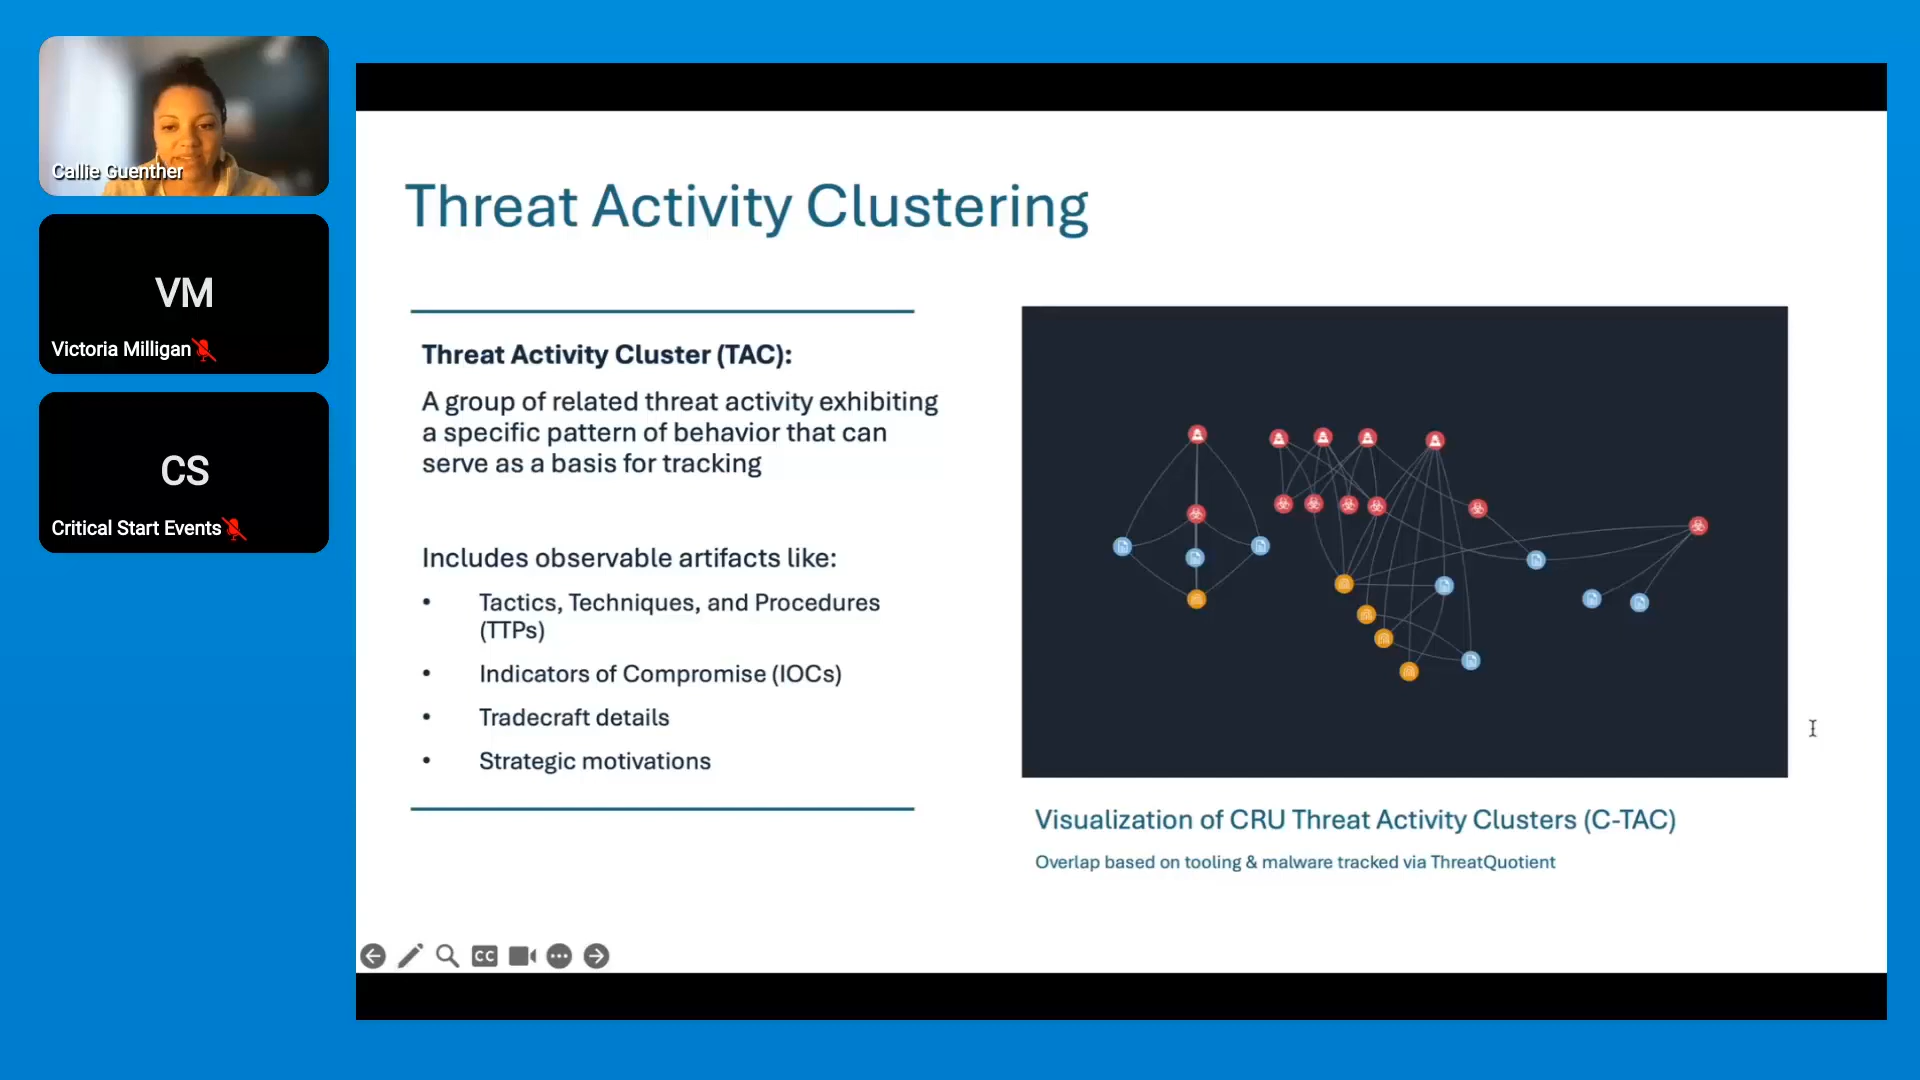 Callie Guenther
VM
Victoria Milligan
CS
Critical Start Events
Threat Activity Clustering
Threat Activity Cluster (TAC):
A group of related threat activity exhibiting
a specific pattern of behavior that can
serve as a basis for tracking
Includes observable artifacts like:
• Tactics, Techniques, and Procedures
(TTPs)
• Indicators of Compromise (IOCs)
• Tradecraft details
• Strategic motivations
Visualization of CRU Threat Activity Clusters (C-TAC)
Overlap based on tooling & malware tracked via ThreatQuotient
CC